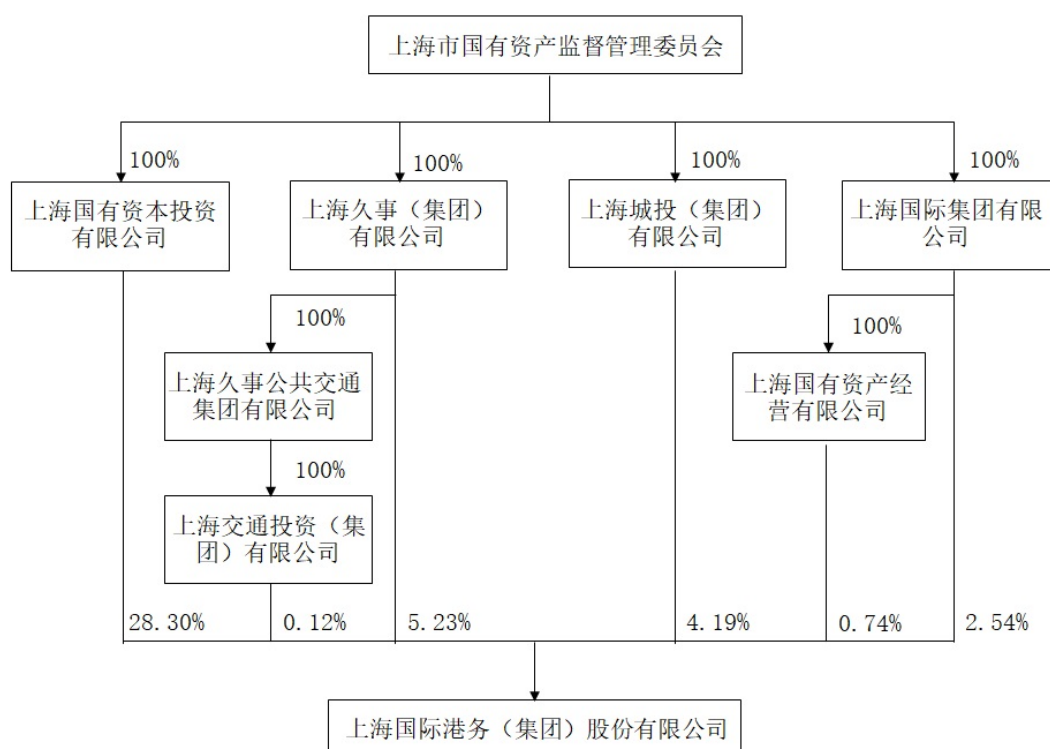 上海市国有资产监督管理委员会
100%
100%
100%
100%
上海国有资本投资
有限公司
上海久事（集团）
有限公司
上海城投（集团）
有限公司
上海国际集团有限
公司
100%
100%
上海久事公共交通
集团有限公司
上海国有资产经
营有限公司
100%
上海交通投资（集
团）有限公司
28.30%
0.12%
5.23%
4.19%
0.74%
2.54%
上海国际港务（集团）股份有限公司